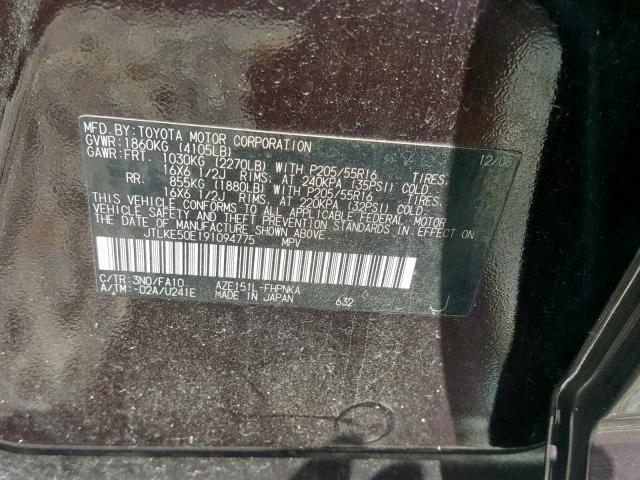 MFD. BY: TOYOTA MOTOR CORPORATION 12/08
GVWR: 1860KG (4105LB)
GAWR: FRT. 1030KG (2270LB) WITH P205/55R16 TIRES,
16X6 1/2J RIMS, AT 240KPA (35PSI) COLD
RR. 855KG (1880LB) WITH P205/55R16 TIRES,
16X6 1/2J RIMS, AT 220KPA (32PSI) COLD
THIS VEHICLE CONFORMS TO ALL APPLICABLE FEDERAL MOTOR
VEHICLE SAFETY AND THEFT PREVENTION STANDARDS IN EFFECT ON
THE DATE OF MANUFACTURE SHOWN ABOVE.
JTLKE50E191094775 MPV
C/TR: 3N0/FA10 AZE151L-FHPNKA
A/TM: -02A/U241E MADE IN JAPAN 632
J